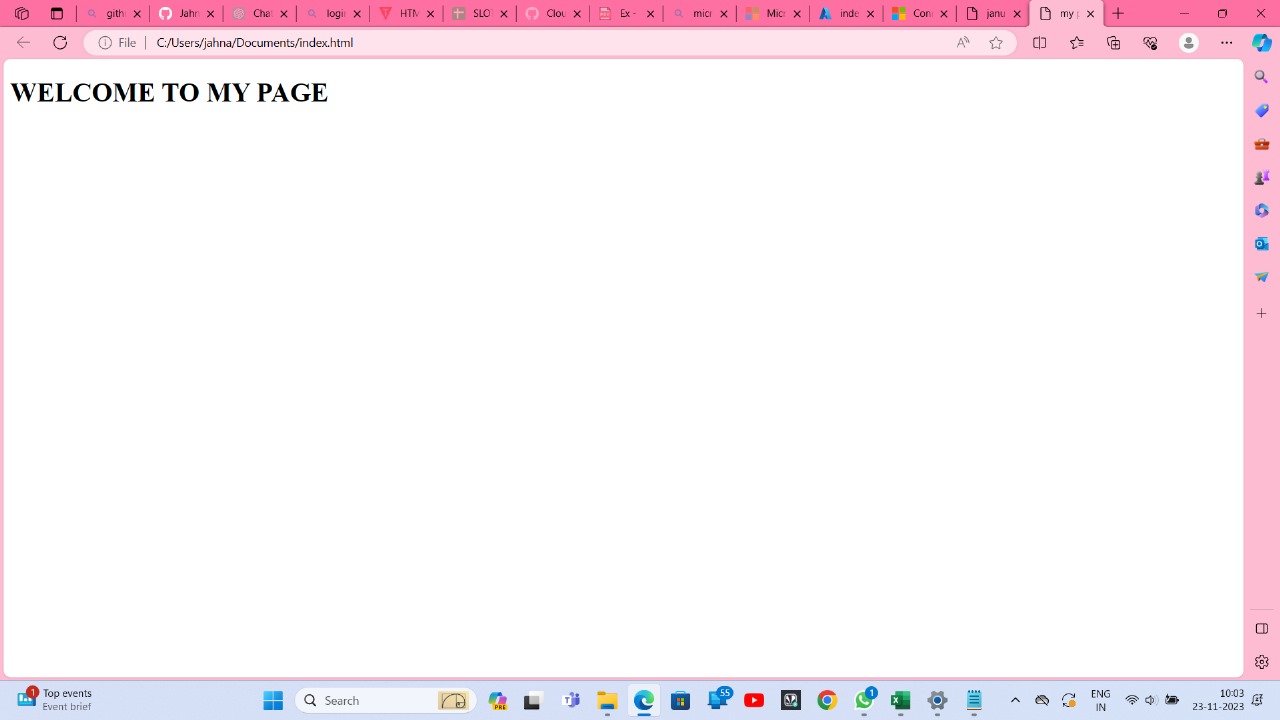 gith
Jahn
Chat
login
HTM
SLOT
Clou
Ex -
micr
Micr
inde
Con
janu
my p
File
C:/Users/jahna/Documents/index.html
WELCOME TO MY PAGE
1
Top events
Event brief
Search
PRE
55
1
ENG
IN
10:03
23-11-2023